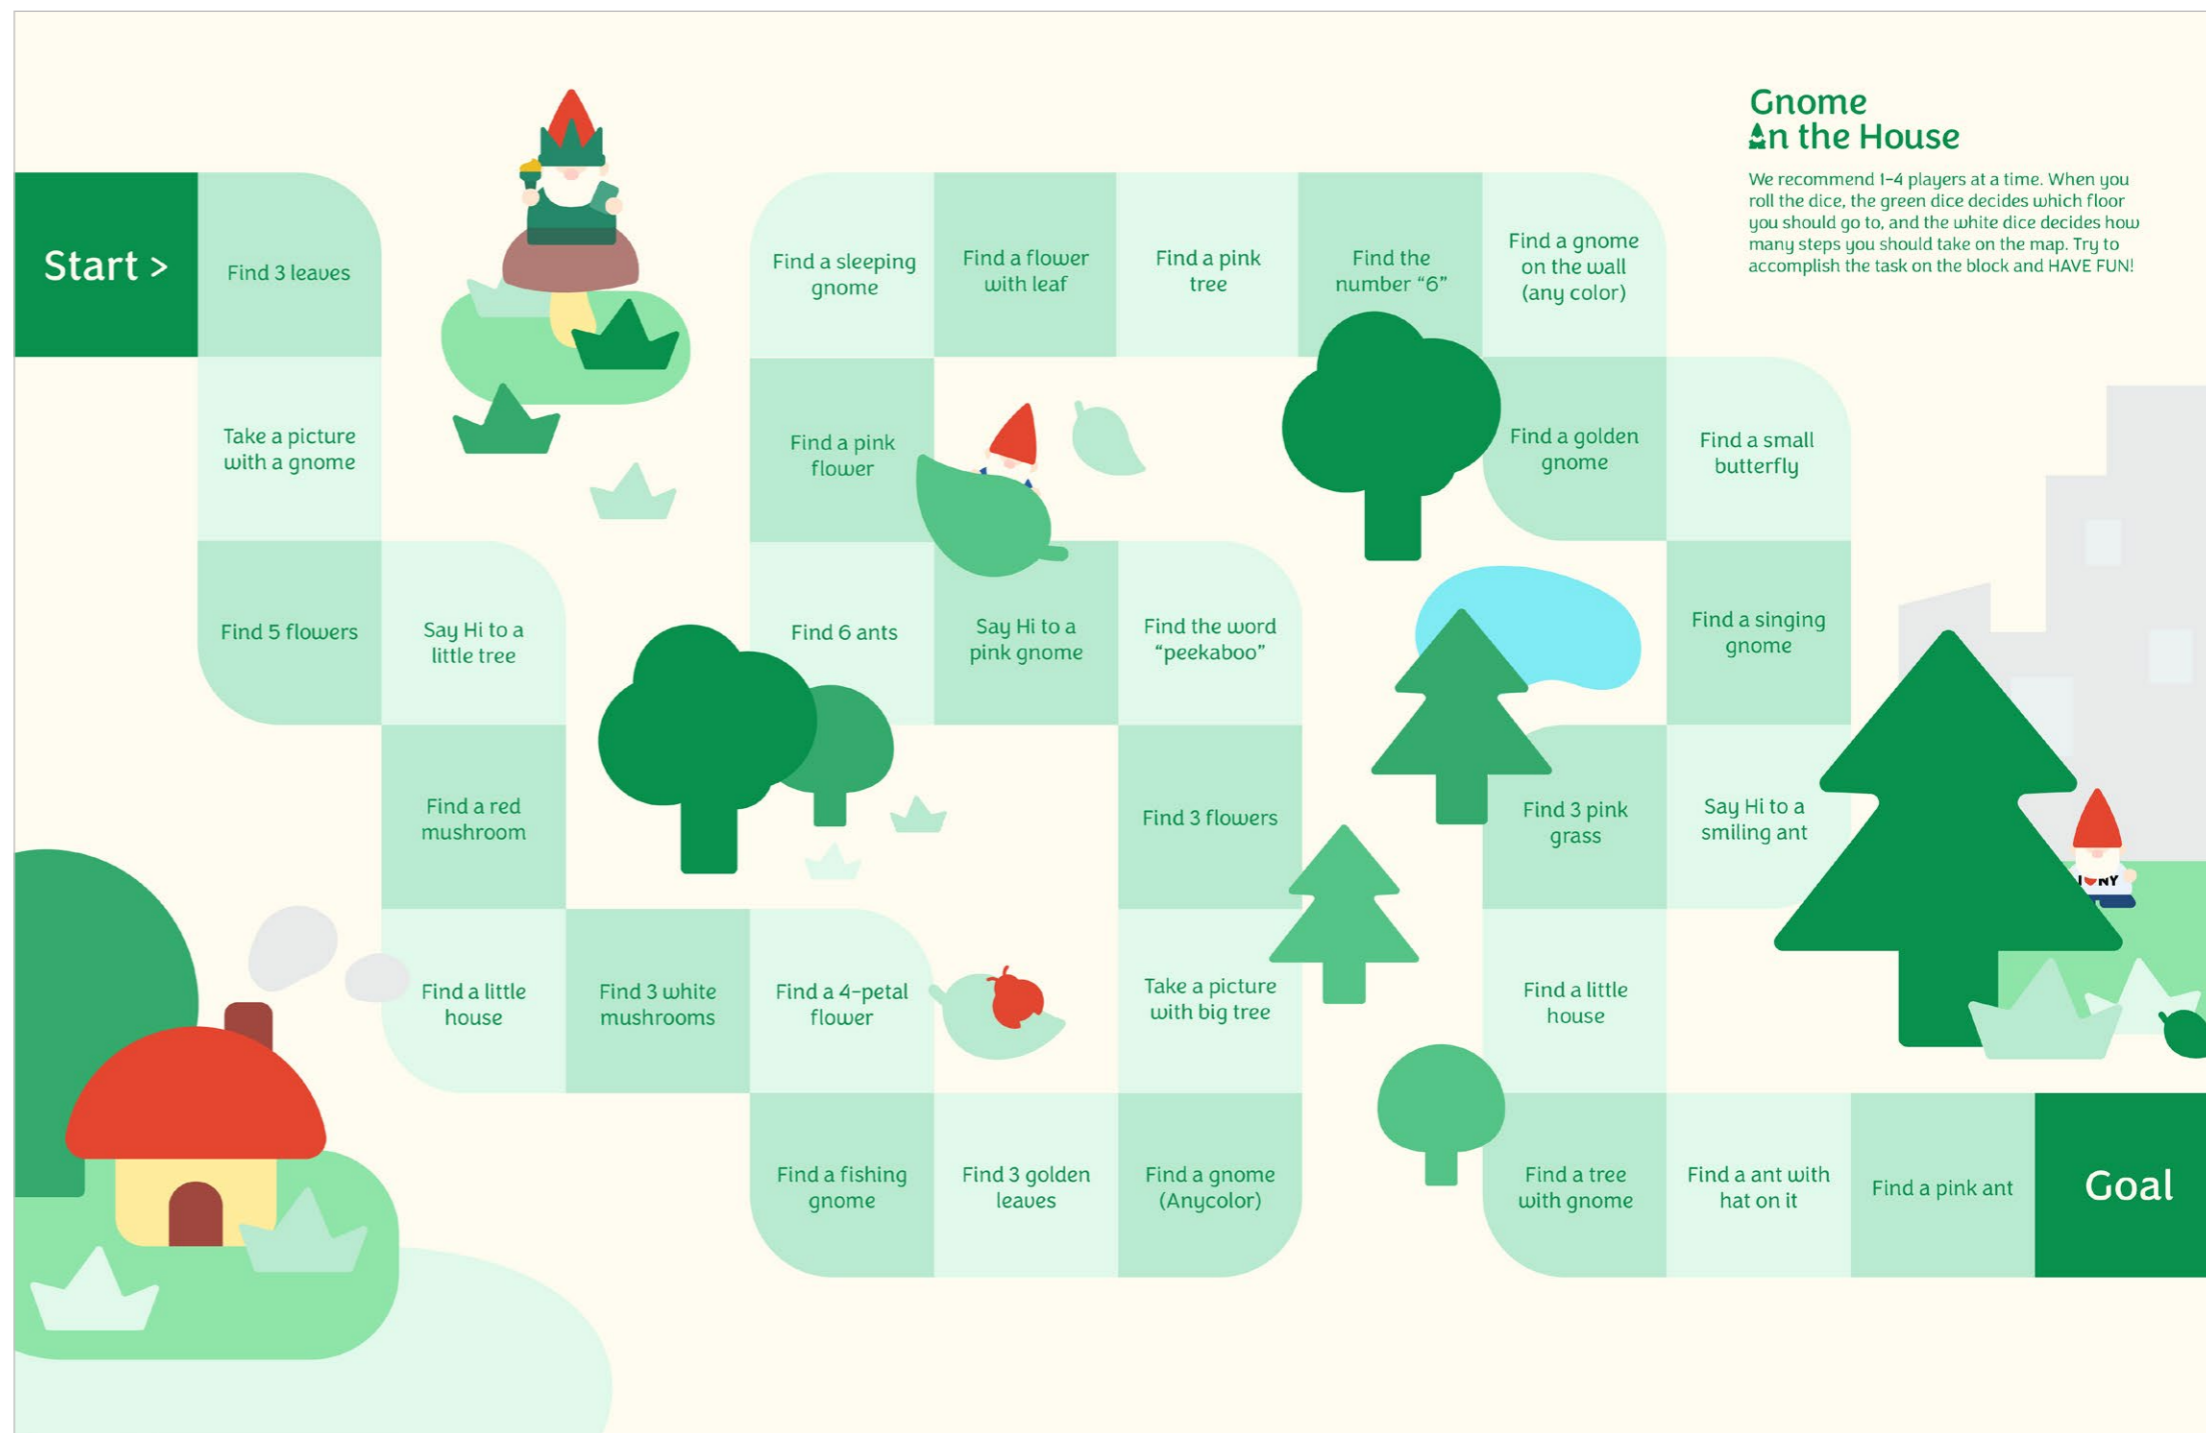 Gnome
in the House
We recommend 1-4 players at a time. When you
roll the dice, the green dice decides which floor
you should go to, and the white dice decides how
many steps you should take on the map. Try to
accomplish the task on the block and HAVE FUN!
Start >
Find 3 leaves
Take a picture
with a gnome
Find 5 flowers
Say Hi to a
little tree
Find a red
mushroom
Find a little
house
Find 3 white
mushrooms
Find a 4-petal
flower
Find a fishing
gnome
Find 3 golden
leaves
Find a gnome
(Anycolor)
Take a picture
with big tree
Find 3 flowers
Find the word
“peekaboo”
Say Hi to a
pink gnome
Find 6 ants
Find a pink
flower
Find a sleeping
gnome
Find a flower
with leaf
Find a pink
tree
Find the
number “6”
Find a gnome
on the wall
(any color)
Find a golden
gnome
Find a small
butterfly
Find a singing
gnome
Say Hi to a
smiling ant
Find 3 pink
grass
Find a little
house
Find a tree
with gnome
Find a ant with
hat on it
Find a pink ant
Goal
I ❤ NY